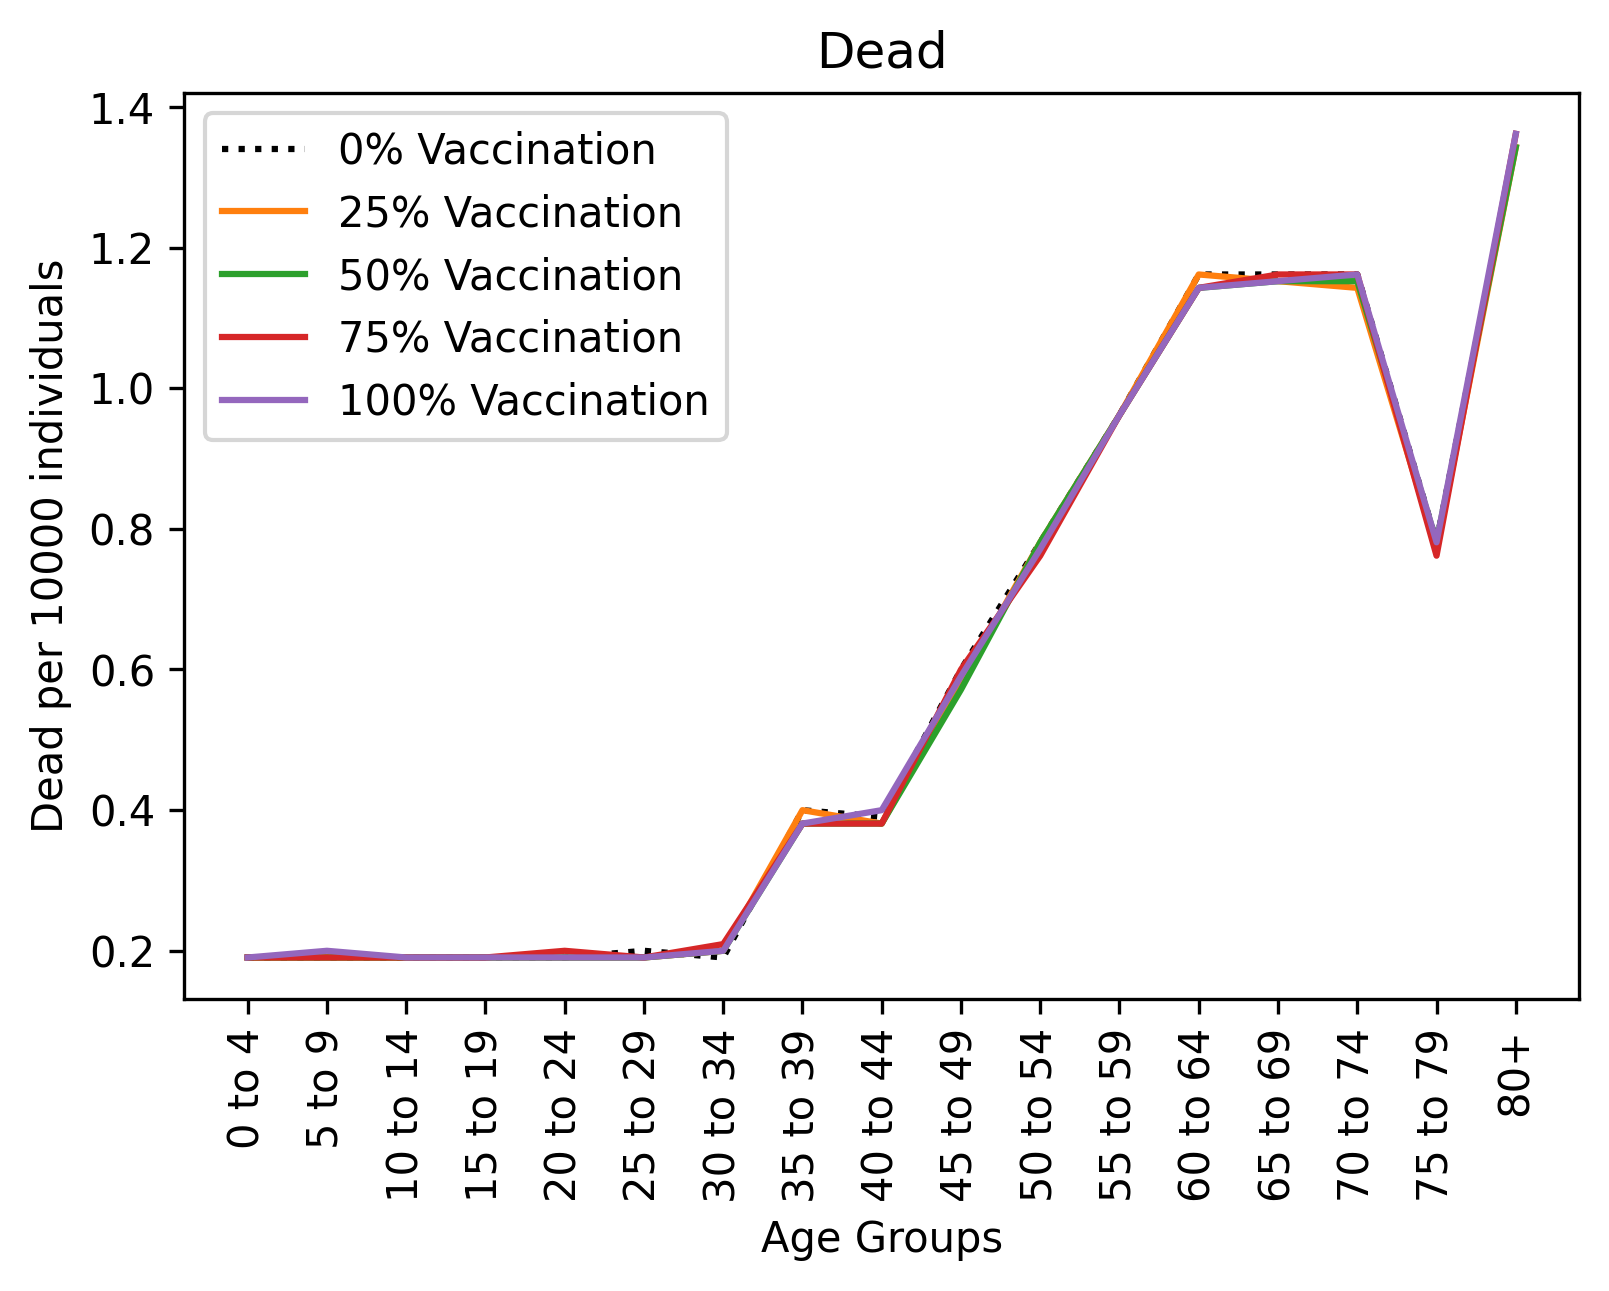 Dead
1.4
1.2
1.0
0.8
0.6
0.4
0.2
Dead per 10000 individuals
0% Vaccination
25% Vaccination
50% Vaccination
75% Vaccination
100% Vaccination
0 to 4
5 to 9
10 to 14
15 to 19
20 to 24
25 to 29
30 to 34
35 to 39
40 to 44
45 to 49
50 to 54
55 to 59
60 to 64
65 to 69
70 to 74
75 to 79
80+
Age Groups